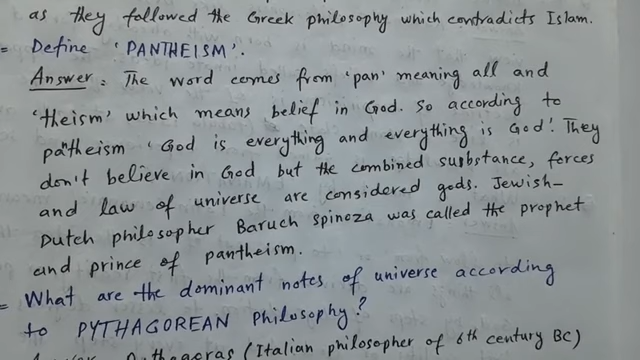 as they followed the Greek philosophy which contradicts Islam.
= Define 'PANTHEISM'.
Answer: The word comes from 'pan' meaning all and
'theism' which means belief in God. So according to
pantheism 'God is everything and everything is God'. They
don't believe in God but the combined susbstance, forces
and law of universe are considered gods. Jewish-
Dutch philosopher Baruch Spinoza was called the prophet
and prince of pantheism.
= What are the dominant notes of universe according
to PYTHAGOREAN Philosophy?
Pythagoras (Italian philosopher of 6th century BC)